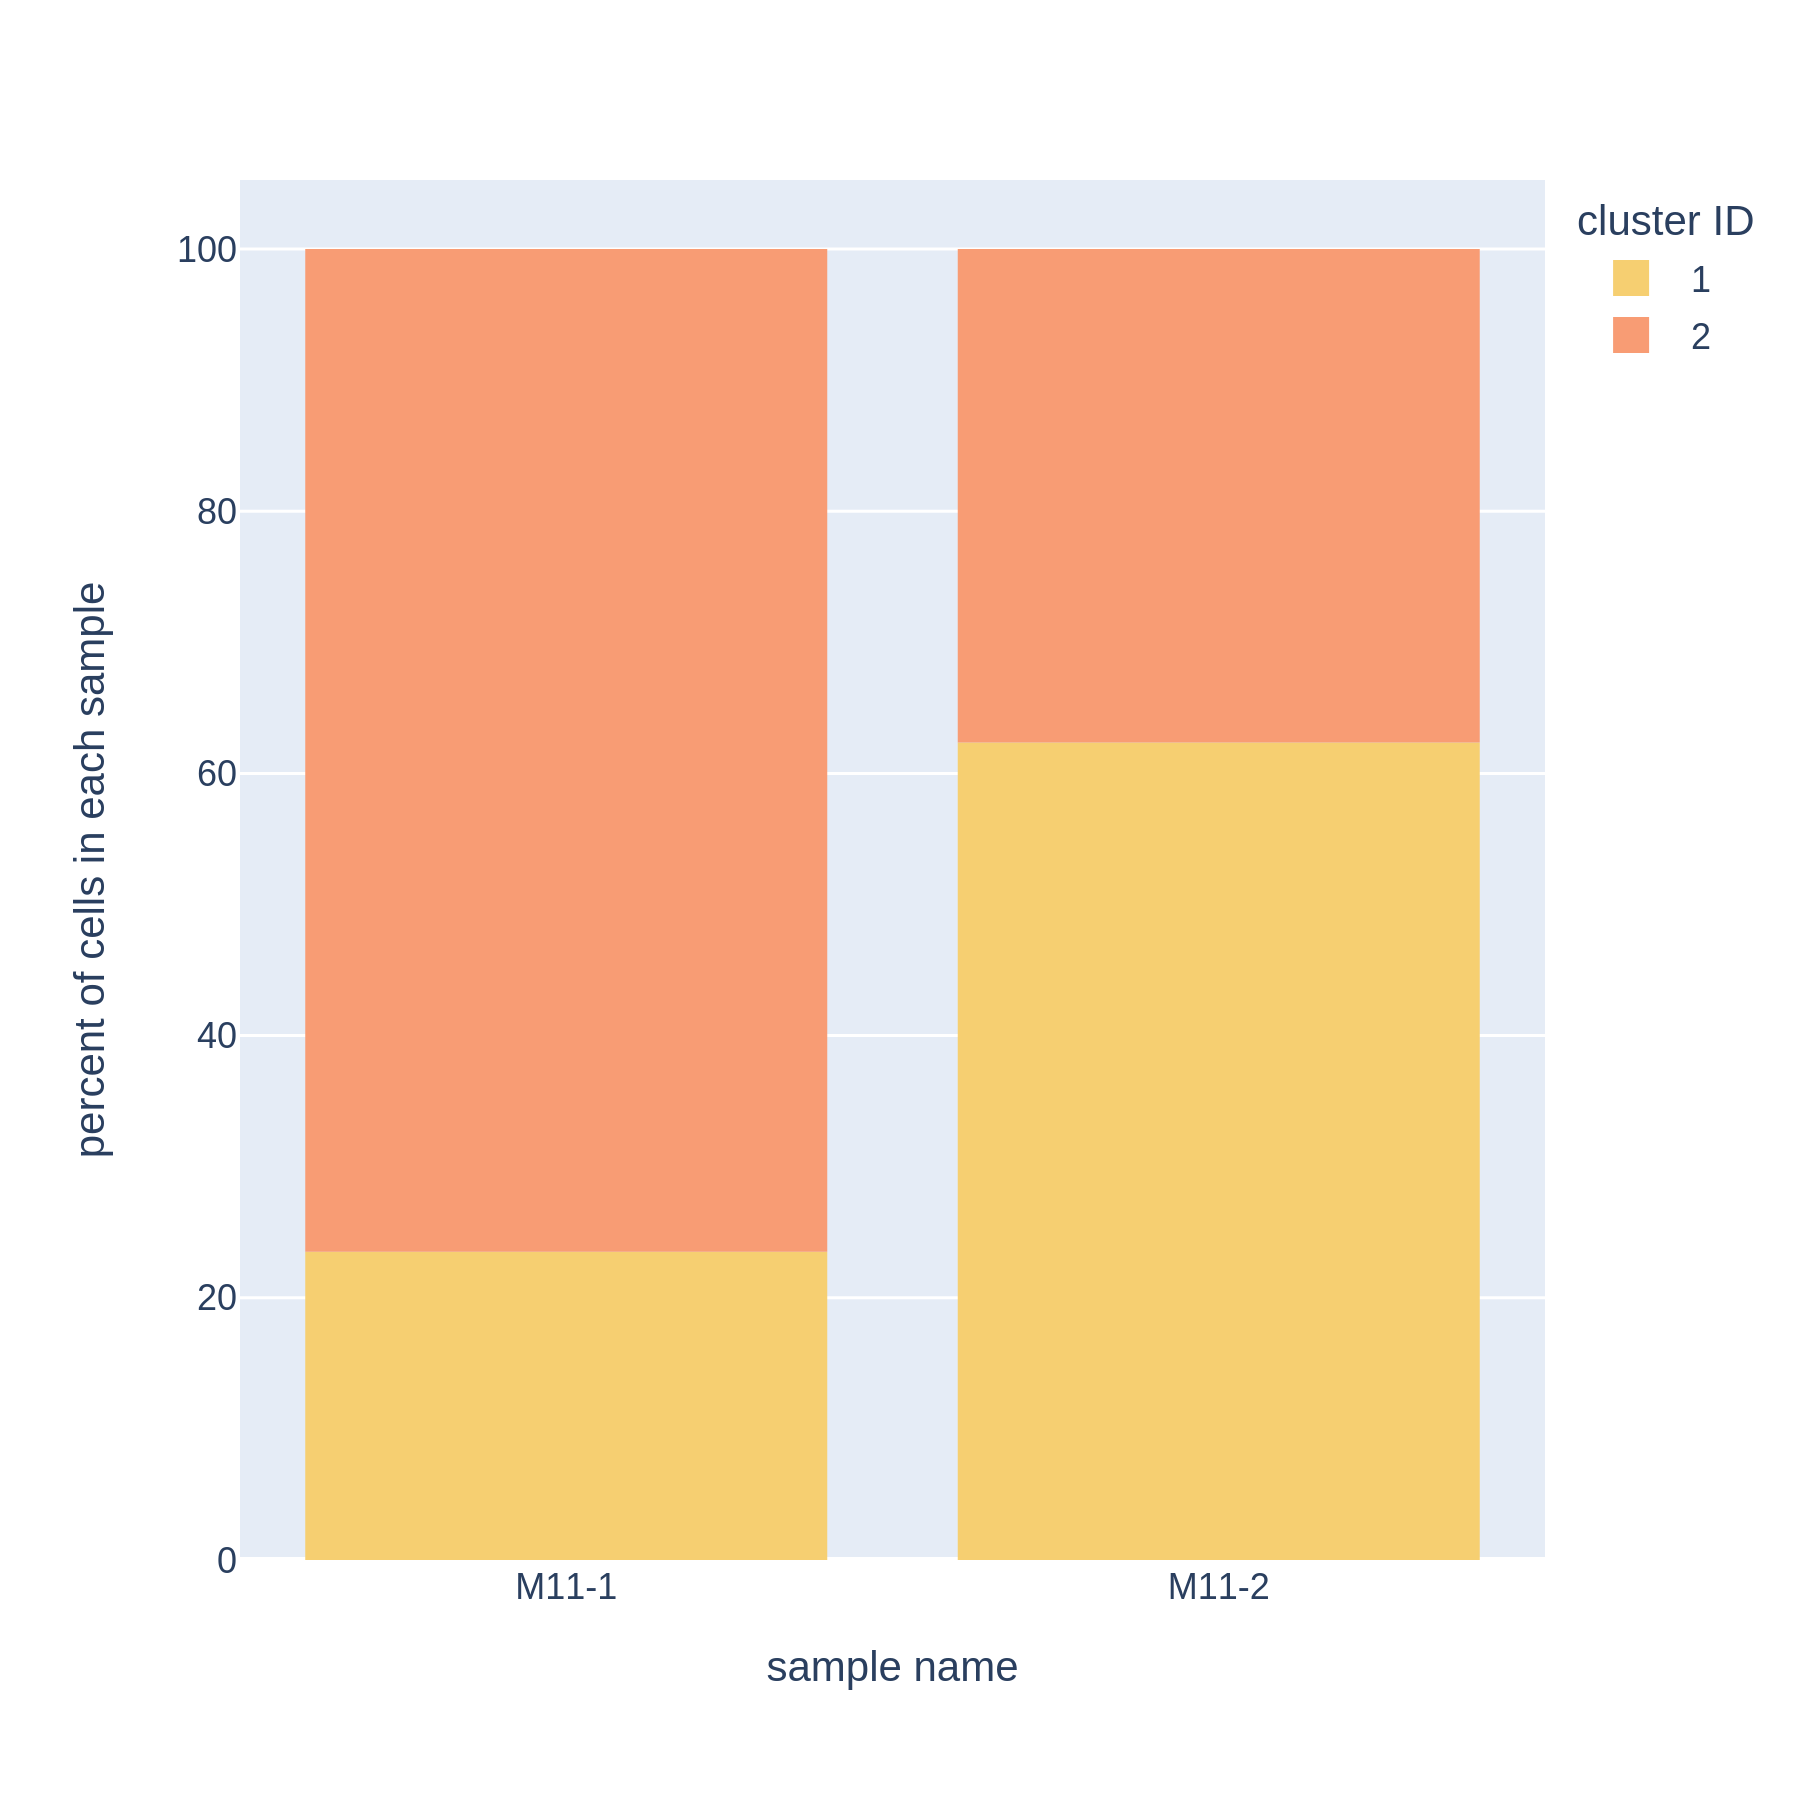 cluster ID
1
2
100
80
60
40
20
0
percent of cells in each sample
M11-1
M11-2
sample name